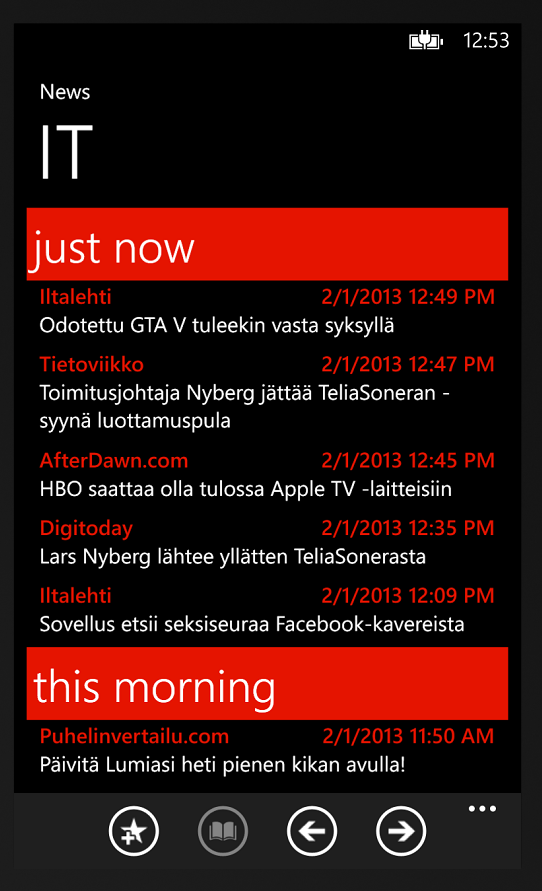 12:53
News
IT
just now
Iltalehti 2/1/2013 12:49 PM
Odotettu GTA V tuleekin vasta syksyllä
Tietoviikko 2/1/2013 12:47 PM
Toimitusjohtaja Nyberg jättää TeliaSoneran -
syynä luottamuspula
AfterDawn.com 2/1/2013 12:45 PM
HBO saattaa olla tulossa Apple TV -laitteisiin
Digitoday 2/1/2013 12:35 PM
Lars Nyberg lähtee yllätten TeliaSonerasta
Iltalehti 2/1/2013 12:09 PM
Sovellus etsii seksiseuraa Facebook-kavereista
this morning
Puhelinvertailu.com 2/1/2013 11:50 AM
Päivitä Lumiasi heti pienen kikan avulla!